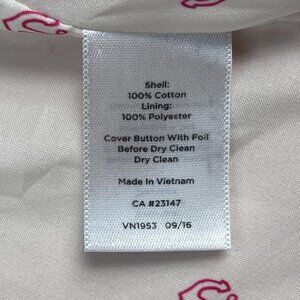 Shell:
100% Cotton
Lining:
100% Polyester
Cover Button With Foil
Before Dry Clean
Dry Clean
Made In Vietnam
CA #23147
VN1953 09/16